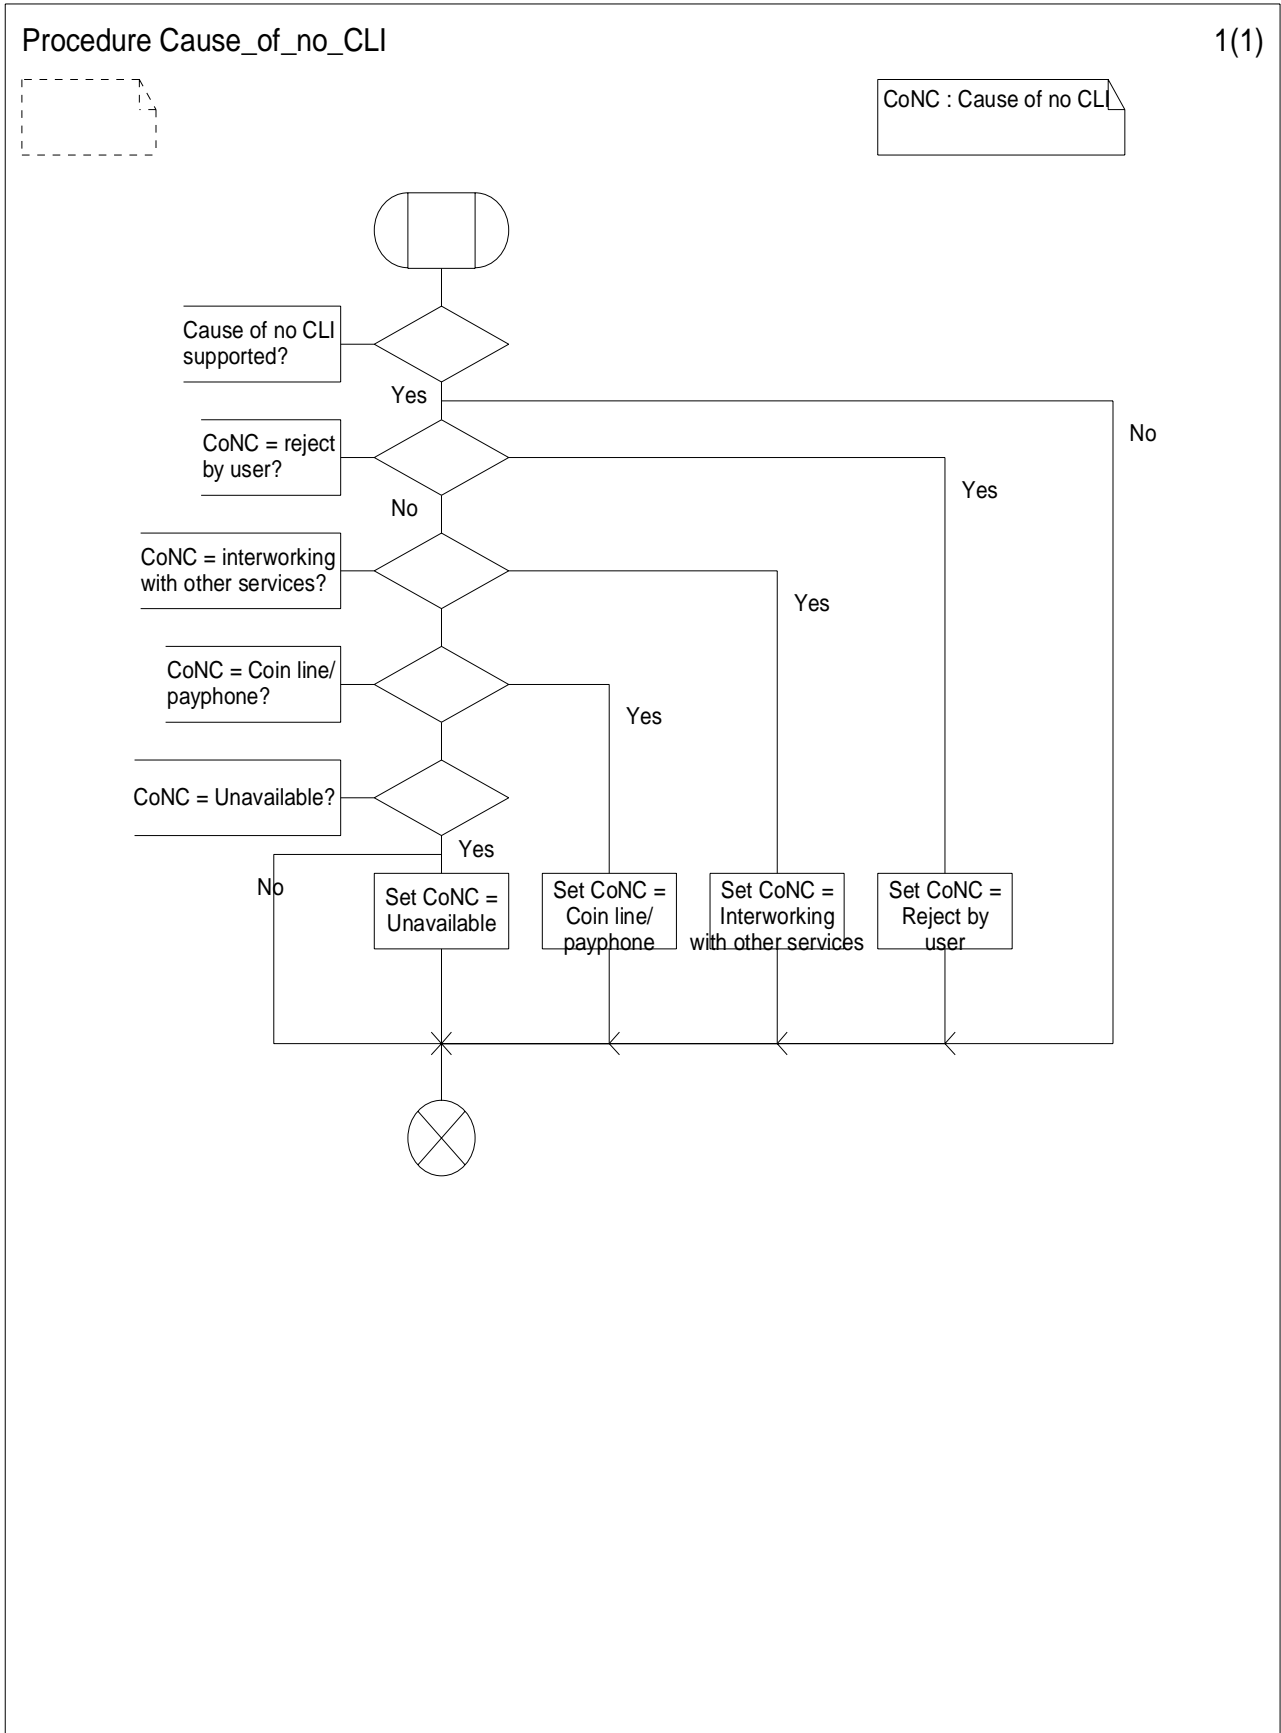 Procedure Cause_of_no_CLI
1(1)
CoNC : Cause of no CLI
Cause of no CLI
supported?
Yes
No
CoNC = reject
by user?
Yes
No
CoNC = interworking
with other services?
Yes
CoNC = Coin line/
payphone?
Yes
CoNC = Unavailable?
Yes
No
Set CoNC =
Unavailable
Set CoNC =
Coin line/
payphone
Set CoNC =
Interworking
with other services
Set CoNC =
Reject by
user